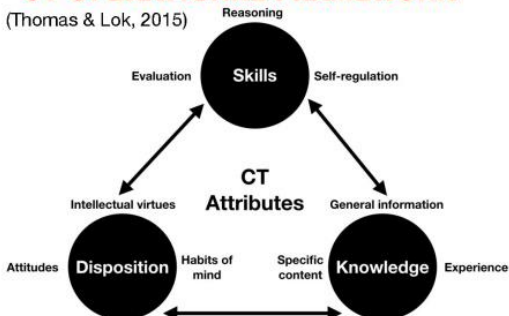 (Thomas & Lok, 2015)
Reasoning
Evaluation
Skills
Self-regulation
CT
Attributes
Intellectual virtues
General information
Attitudes
Disposition
Habits of
mind
Specific
content
Knowledge
Experience